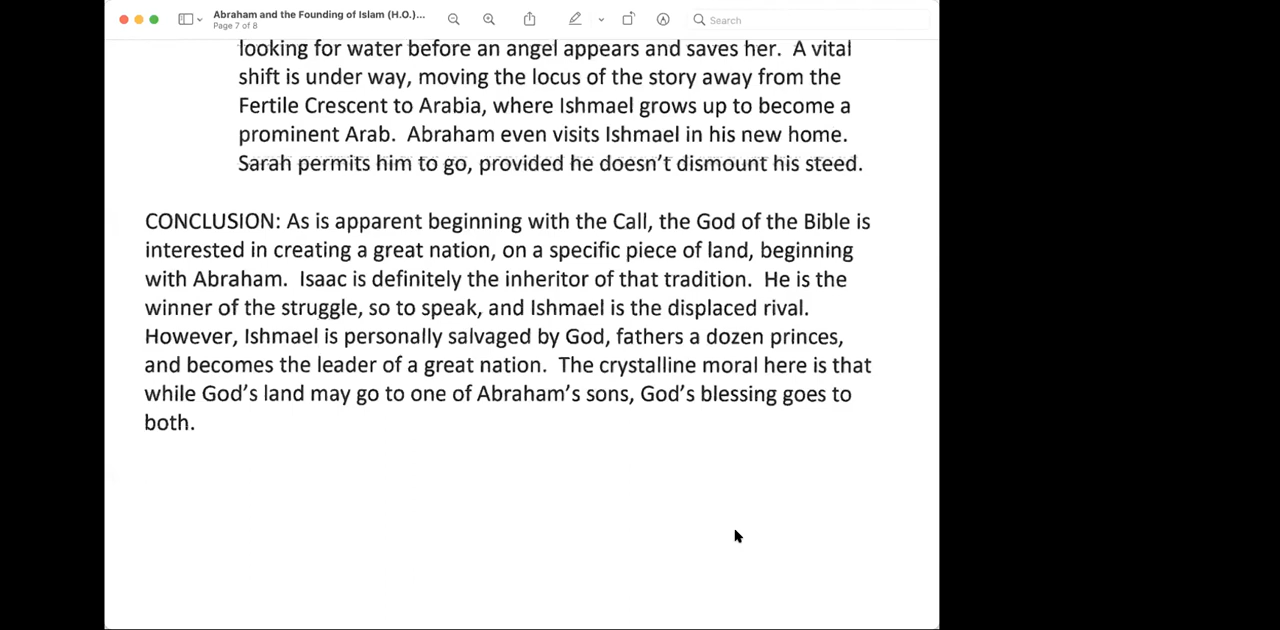 Abraham and the Founding of Islam (H.O.)...
Page 7 of 8
Search
looking for water before an angel appears and saves her.  A vital
shift is under way, moving the locus of the story away from the
Fertile Crescent to Arabia, where Ishmael grows up to become a
prominent Arab.  Abraham even visits Ishmael in his new home.
Sarah permits him to go, provided he doesn’t dismount his steed.
CONCLUSION: As is apparent beginning with the Call, the God of the Bible is
interested in creating a great nation, on a specific piece of land, beginning
with Abraham.  Isaac is definitely the inheritor of that tradition.  He is the
winner of the struggle, so to speak, and Ishmael is the displaced rival.
However, Ishmael is personally salvaged by God, fathers a dozen princes,
and becomes the leader of a great nation.  The crystalline moral here is that
while God’s land may go to one of Abraham’s sons, God’s blessing goes to
both.